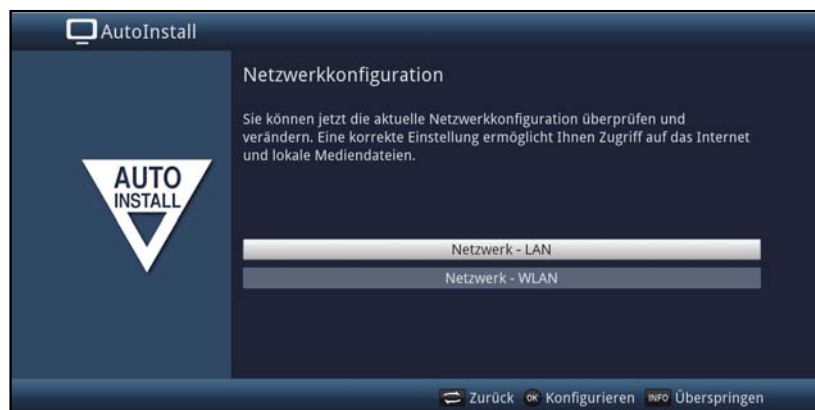 AutoInstall
Netzwerkkonfiguration
Sie können jetzt die aktuelle Netzwerkkonfiguration überprüfen und
verändern. Eine korrekte Einstellung ermöglicht Ihnen Zugriff auf das Internet
und lokale Mediendateien.
AUTO
INSTALL
Netzwerk - LAN
Netzwerk - WLAN
Zurück OK Konfigurieren INFO Überspringen